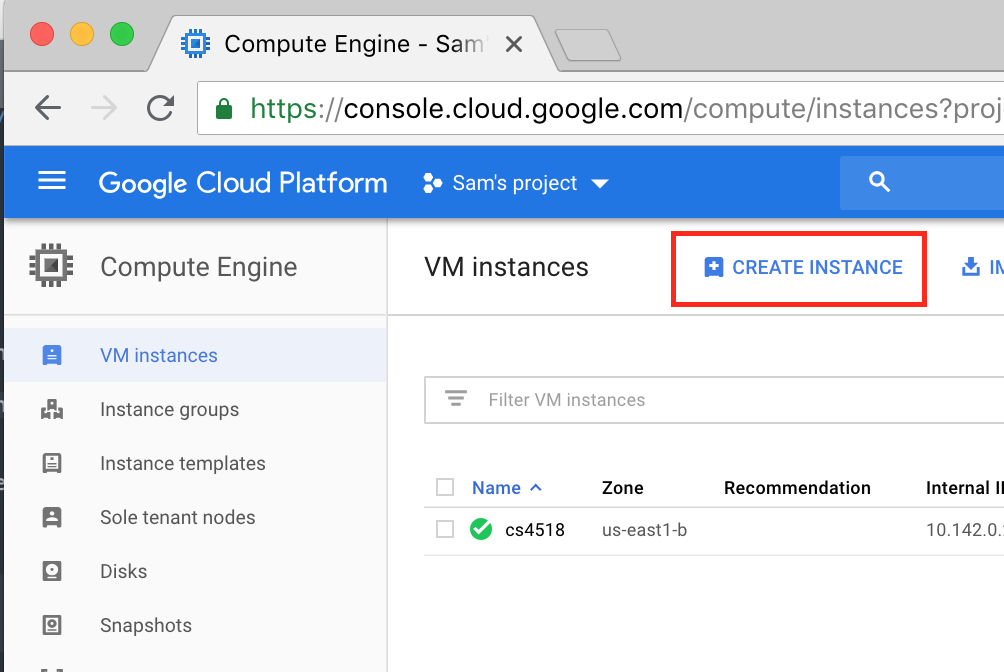 Compute Engine - Sam'
https://console.cloud.google.com/compute/instances?proj
Google Cloud Platform
Sam's project
Compute Engine
VM instances
CREATE INSTANCE
VM instances
Instance groups
Instance templates
Sole tenant nodes
Disks
Snapshots
Filter VM instances
Name Zone Recommendation Internal
cs4518 us-east1-b 10.142.0.